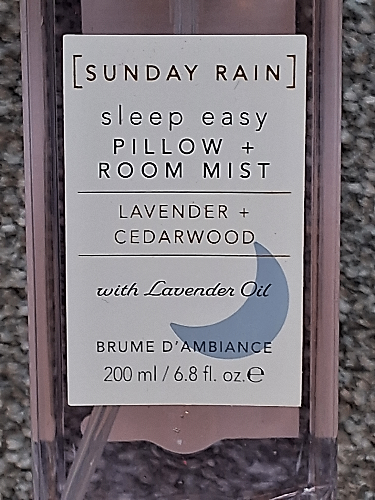 [SUNDAY RAIN]
sleep easy
PILLOW +
ROOM MIST
LAVENDER +
CEDARWOOD
with Lavender Oil
BRUME D'AMBIANCE
200 ml / 6.8 fl. oz.℮